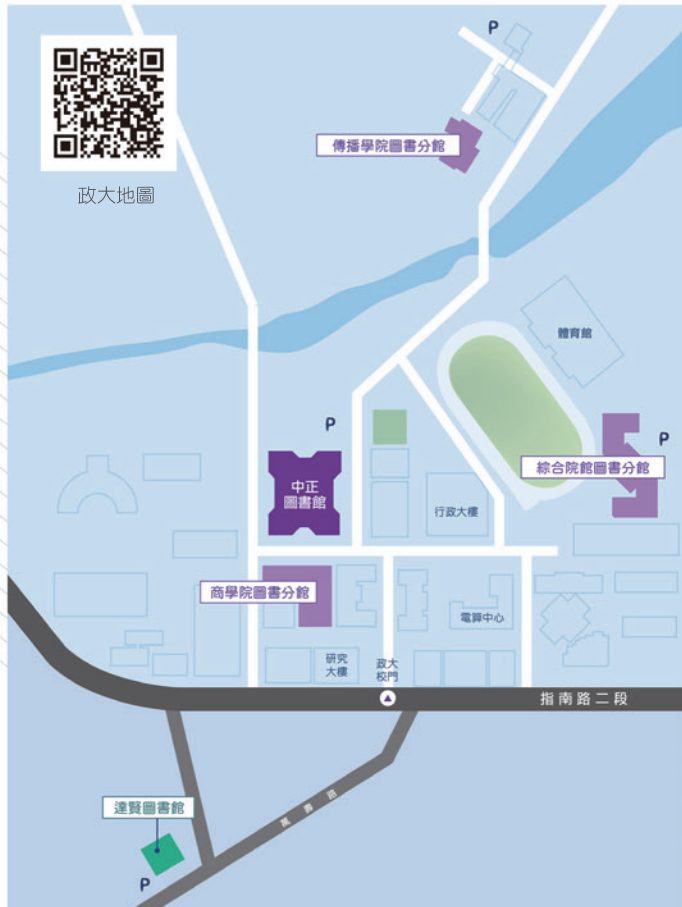 P
傳播學院圖書分館
政大地圖
體育館
P
P
綜合院館圖書分館
中正
圖書館
行政大樓
商學院圖書分館
電算中心
研究
大樓
政大
校門
指南路二段
萬壽路
達賢圖書館
P